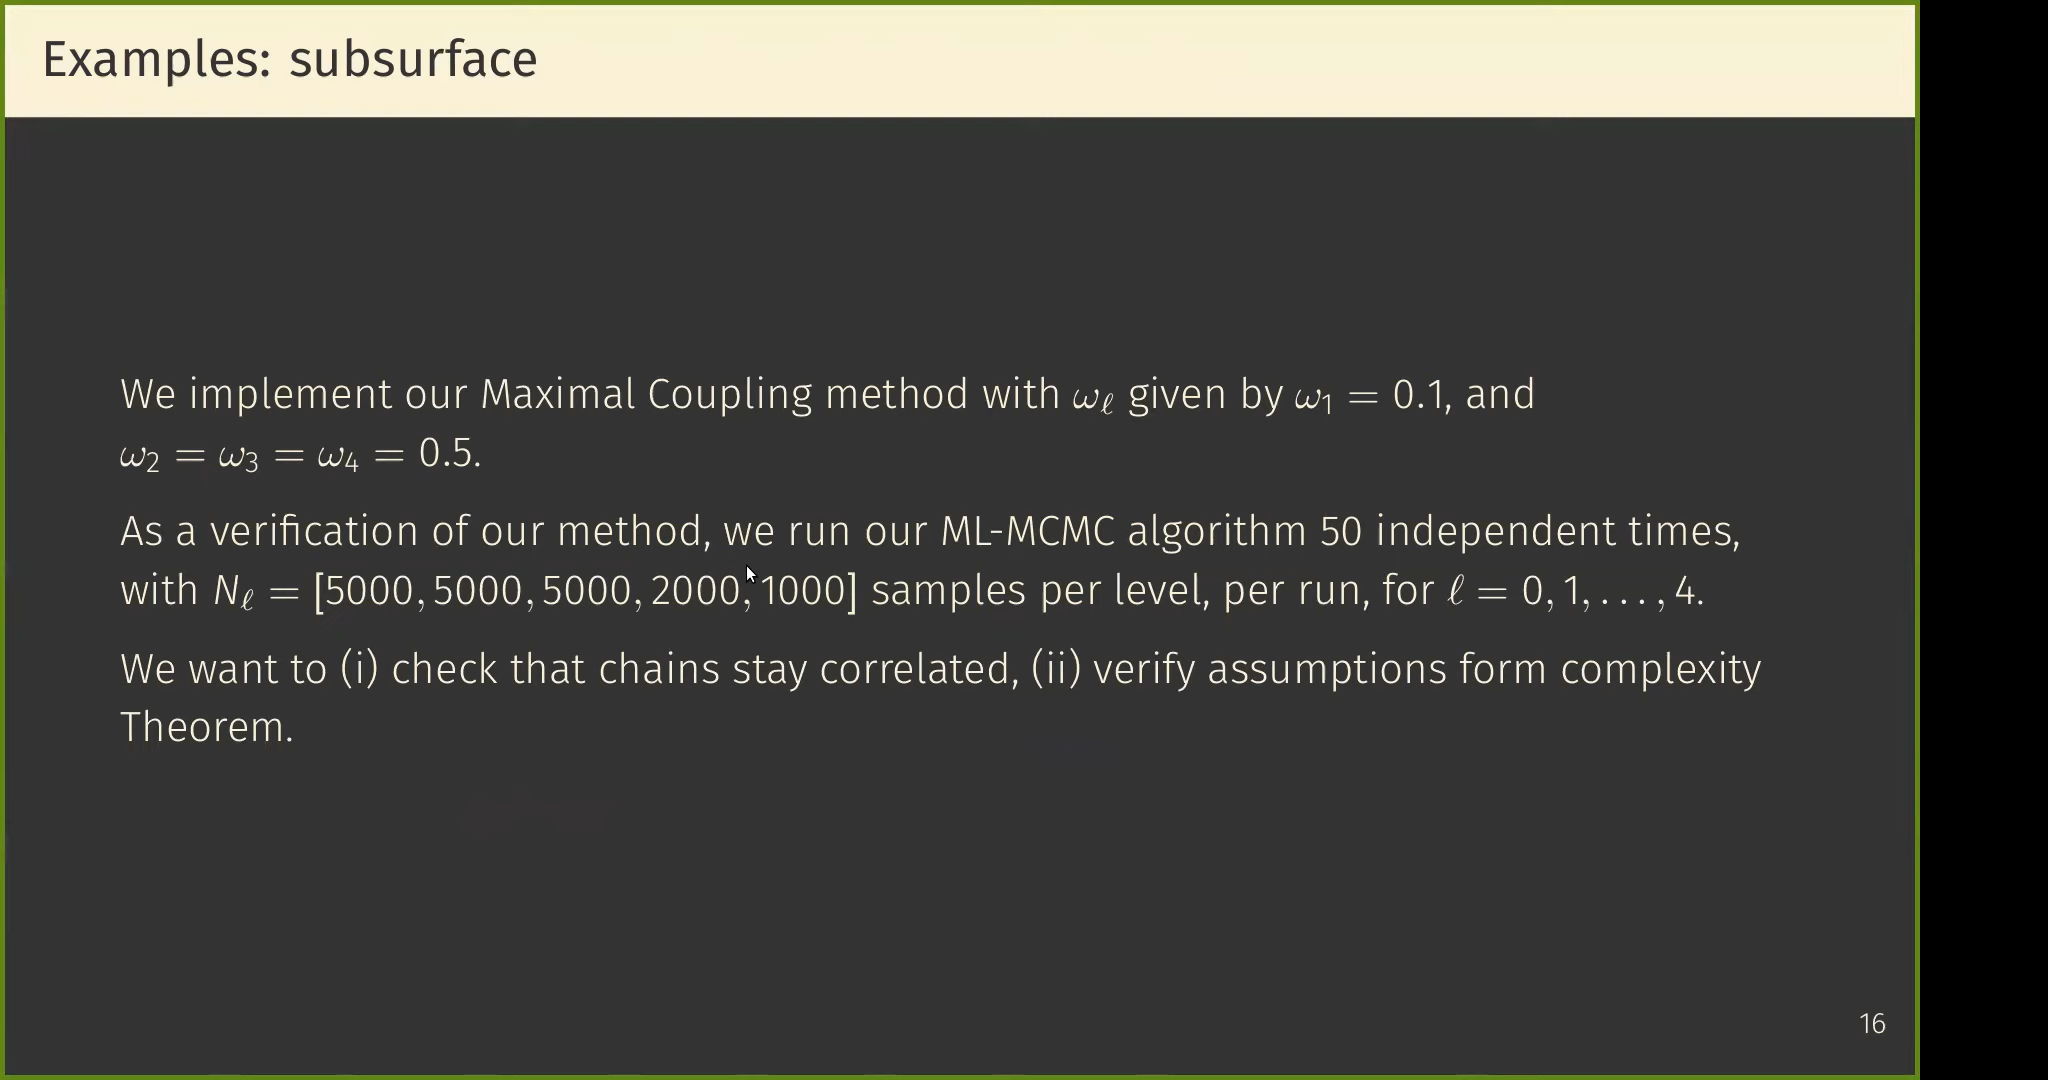 Examples: subsurface
We implement our Maximal Coupling method with ωℓ given by ω₁ = 0.1, and
ω₂ = ω₃ = ω₄ = 0.5.
As a verification of our method, we run our ML-MCMC algorithm 50 independent times,
with Nℓ = [5000, 5000, 5000, 2000, 1000] samples per level, per run, for ℓ = 0, 1, . . . , 4.
We want to (i) check that chains stay correlated, (ii) verify assumptions form complexity
Theorem.
16